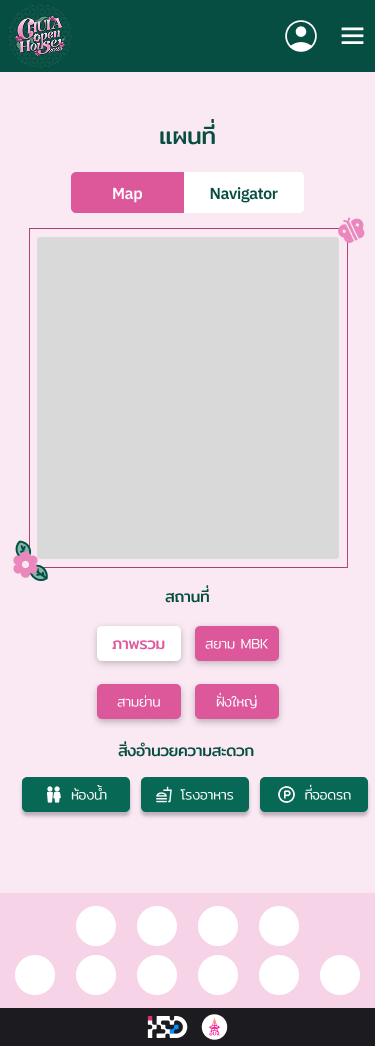 CHULA
Open
House
แผนที่
Map Navigator
สถานที่
ภาพรวม สยาม MBK
สามย่าน ฝั่งใหญ่
สิ่งอำนวยความสะดวก
ห้องน้ำ โรงอาหาร P ที่จอดรถ
ISD